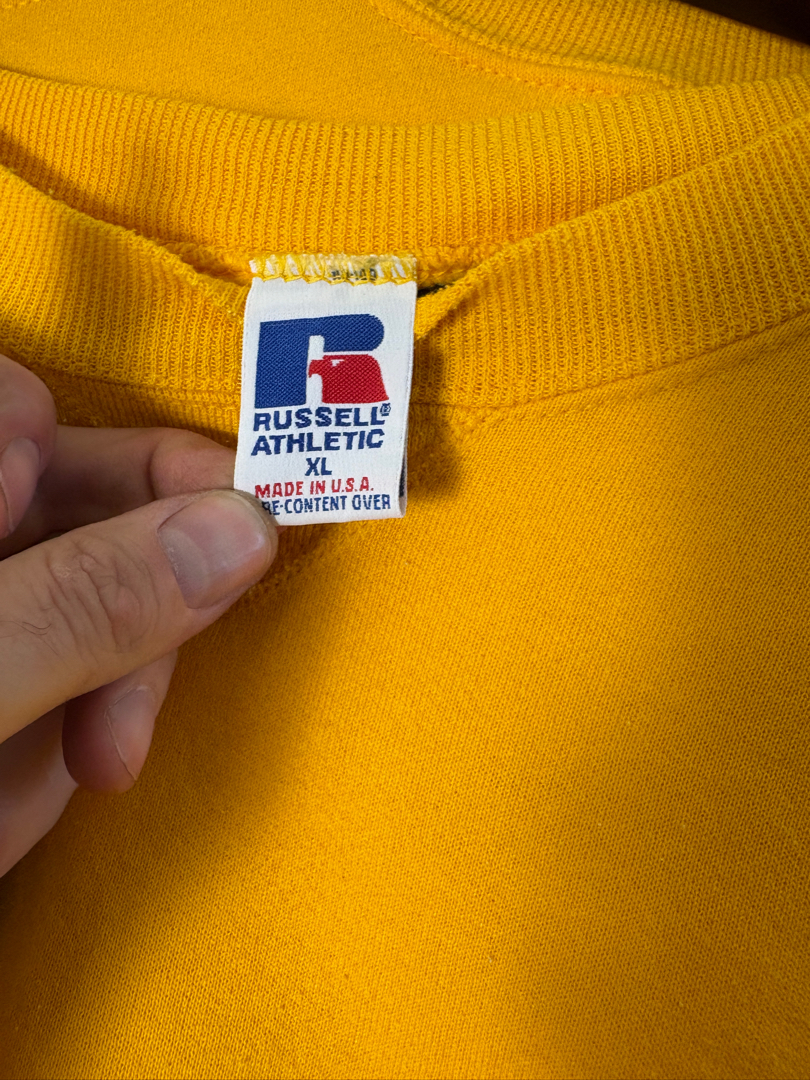 RUSSELL®
ATHLETIC
XL
MADE IN U.S.A.
RE-CONTENT OVER